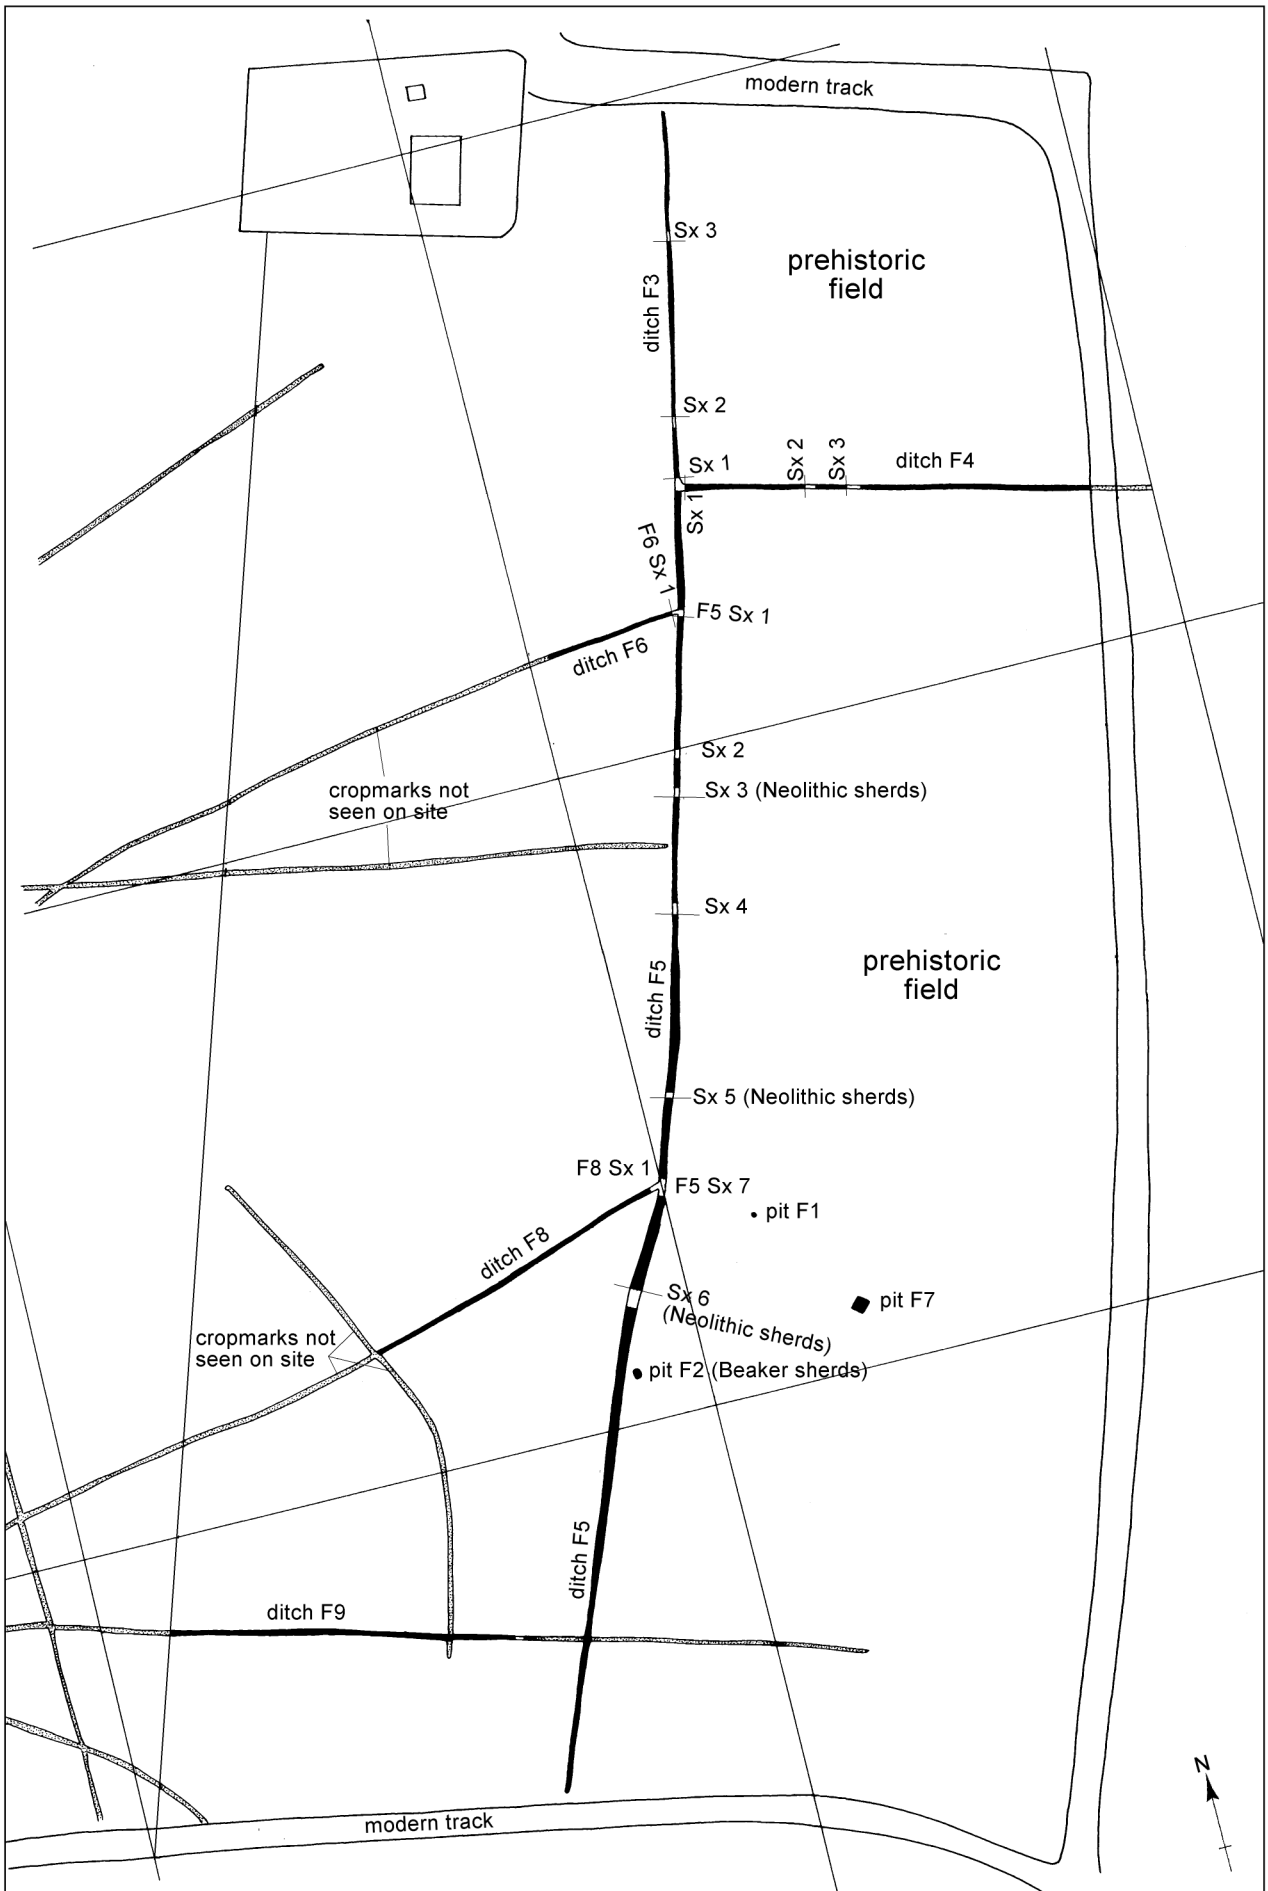 modern track
Sx 3
prehistoric
field
ditch F3
Sx 2
Sx 1
Sx 2
Sx 3
ditch F4
Sx 1
F6 Sx 1
F5 Sx 1
ditch F6
Sx 2
cropmarks not
seen on site
Sx 3 (Neolithic sherds)
Sx 4
ditch F5
prehistoric
field
Sx 5 (Neolithic sherds)
F8 Sx 1
F5 Sx 7
pit F1
ditch F8
Sx 6
(Neolithic sherds)
pit F7
cropmarks not
seen on site
pit F2 (Beaker sherds)
ditch F5
ditch F9
N
modern track